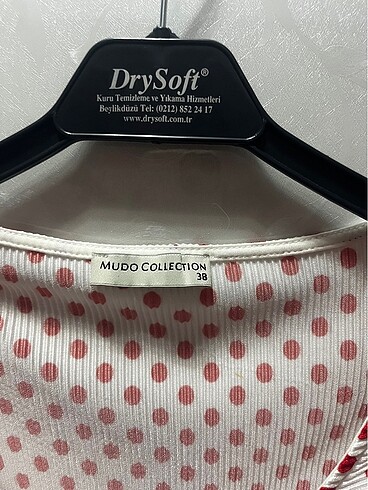 DrySoft®
Kuru Temizleme ve Yıkama Hizmetleri
Beylikdüzü Tel: (0212) 852 24 17
www.drysoft.com.tr
MUDO COLLECTION
38